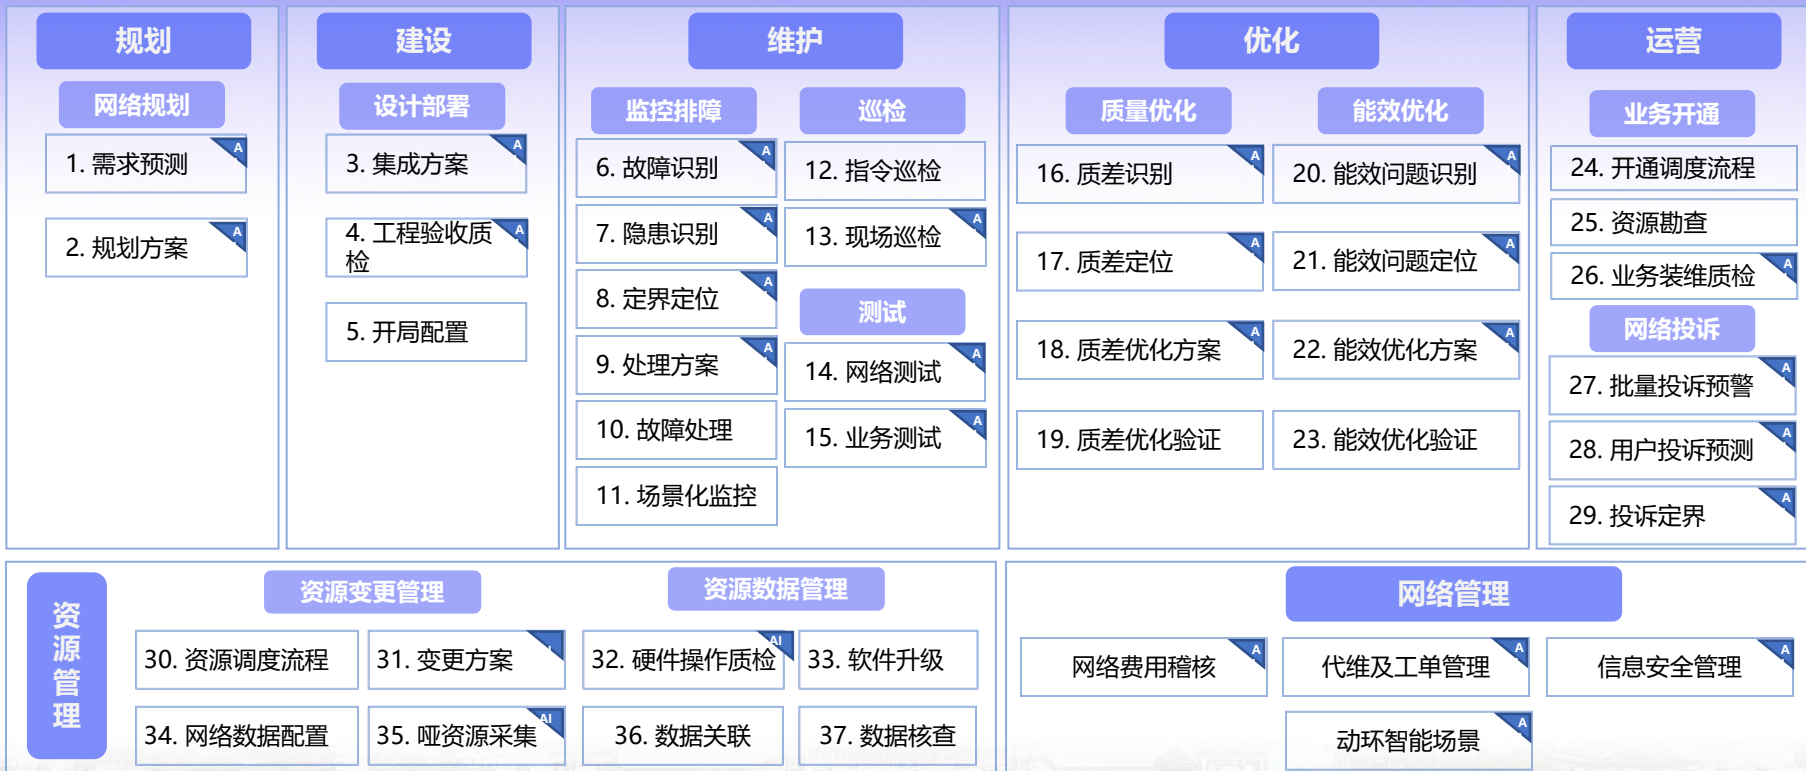 规划
网络规划
1. 需求预测
A
2. 规划方案
A
建设
设计部署
3. 集成方案
A
4. 工程验收质
检
A
5. 开局配置
维护
监控排障
6. 故障识别
A
7. 隐患识别
A
8. 定界定位
A
9. 处理方案
A
10. 故障处理
11. 场景化监控
巡检
12. 指令巡检
13. 现场巡检
A
测试
14. 网络测试
A
15. 业务测试
A
优化
质量优化
16. 质差识别
A
17. 质差定位
A
18. 质差优化方案
A
19. 质差优化验证
能效优化
20. 能效问题识别
A
21. 能效问题定位
A
22. 能效优化方案
A
23. 能效优化验证
运营
业务开通
24. 开通调度流程
25. 资源勘查
26. 业务装维质检
A
网络投诉
27. 批量投诉预警
A
28. 用户投诉预测
A
29. 投诉定界
A
资源管理
资源变更管理
资源数据管理
30. 资源调度流程
31. 变更方案
32. 硬件操作质检
AI
33. 软件升级
34. 网络数据配置
35. 哑资源采集
AI
36. 数据关联
37. 数据核查
网络管理
网络费用稽核
A
代维及工单管理
A
信息安全管理
A
动环智能场景
A